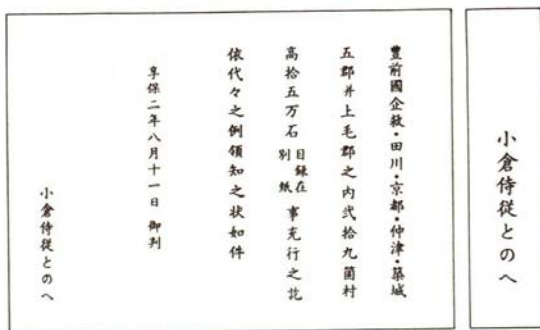 小倉侍従とのへ
豊前國企救・田川・京都・仲津・築城
五郡并上毛郡之内弐拾九箇村
高拾五万石 目録在別紙 事充行之訖
依代々之例領知之状如件
享保二年八月十一日 御判
小倉侍従とのへ